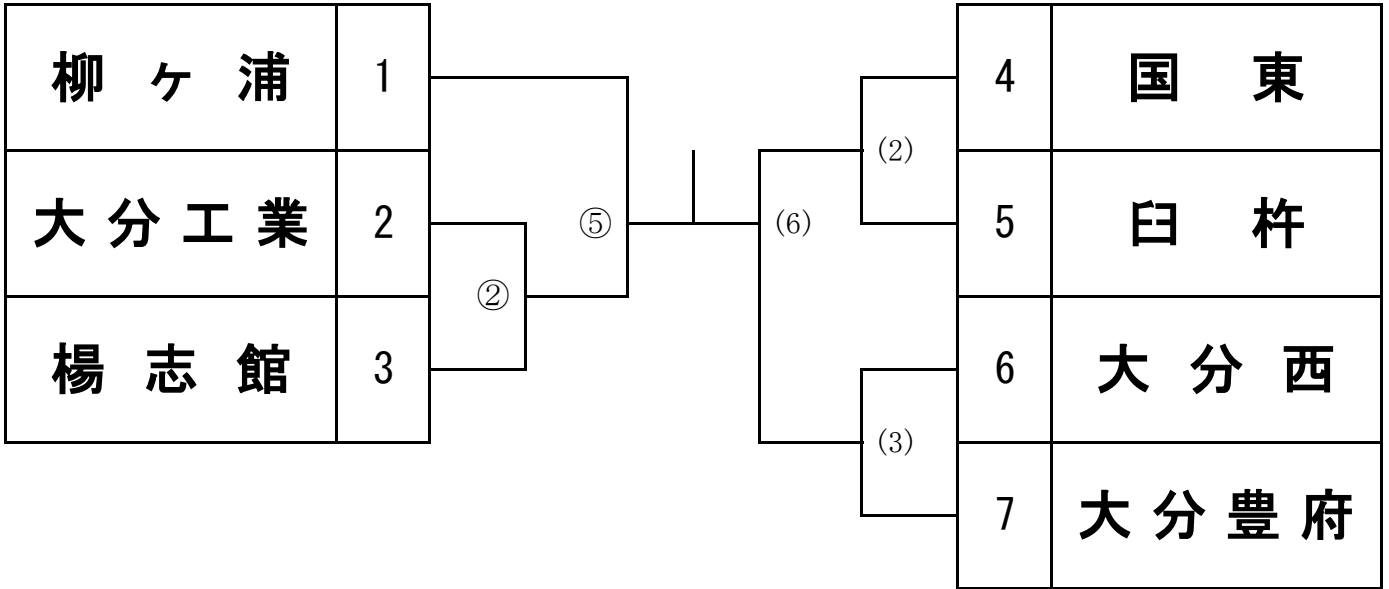 柳ヶ浦 1
大分工業 2
楊志館 3
⑤
②
(6)
(2)
(3)
4 国東
5 臼杵
6 大分西
7 大分豊府